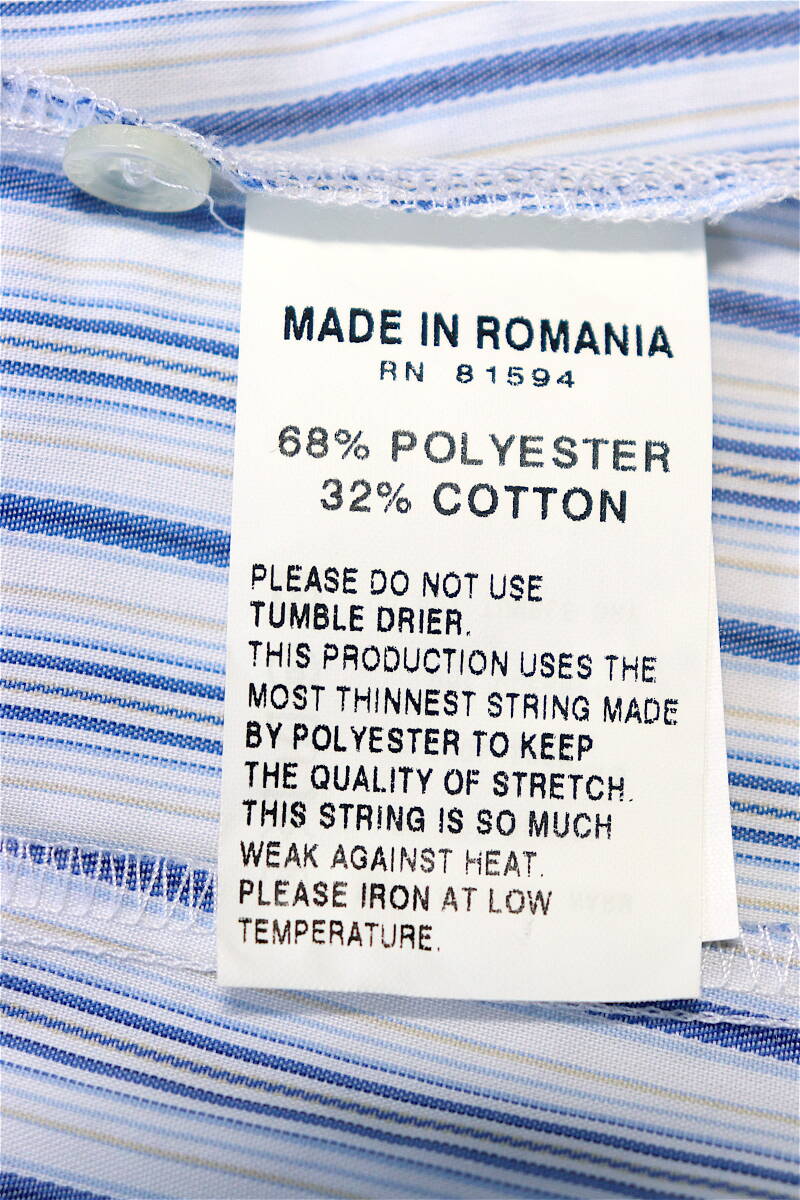 MADE IN ROMANIA
RN 81594
68% POLYESTER
32% COTTON
PLEASE DO NOT USE
TUMBLE DRIER.
THIS PRODUCTION USES THE
MOST THINNEST STRING MADE
BY POLYESTER TO KEEP
THE QUALITY OF STRETCH.
THIS STRING IS SO MUCH
WEAK AGAINST HEAT.
PLEASE IRON AT LOW
TEMPERATURE.